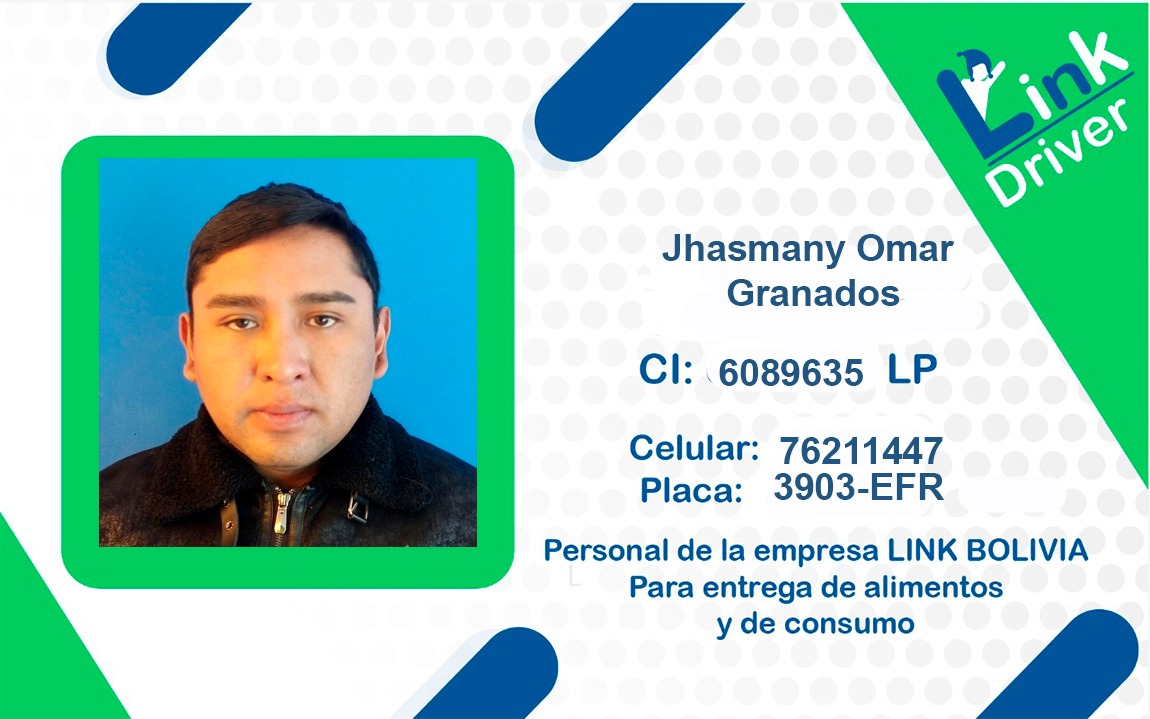 Link
Driver
Jhasmany Omar
Granados
CI: 6089635 LP
Celular: 76211447
Placa: 3903-EFR
Personal de la empresa LINK BOLIVIA
Para entrega de alimentos
y de consumo